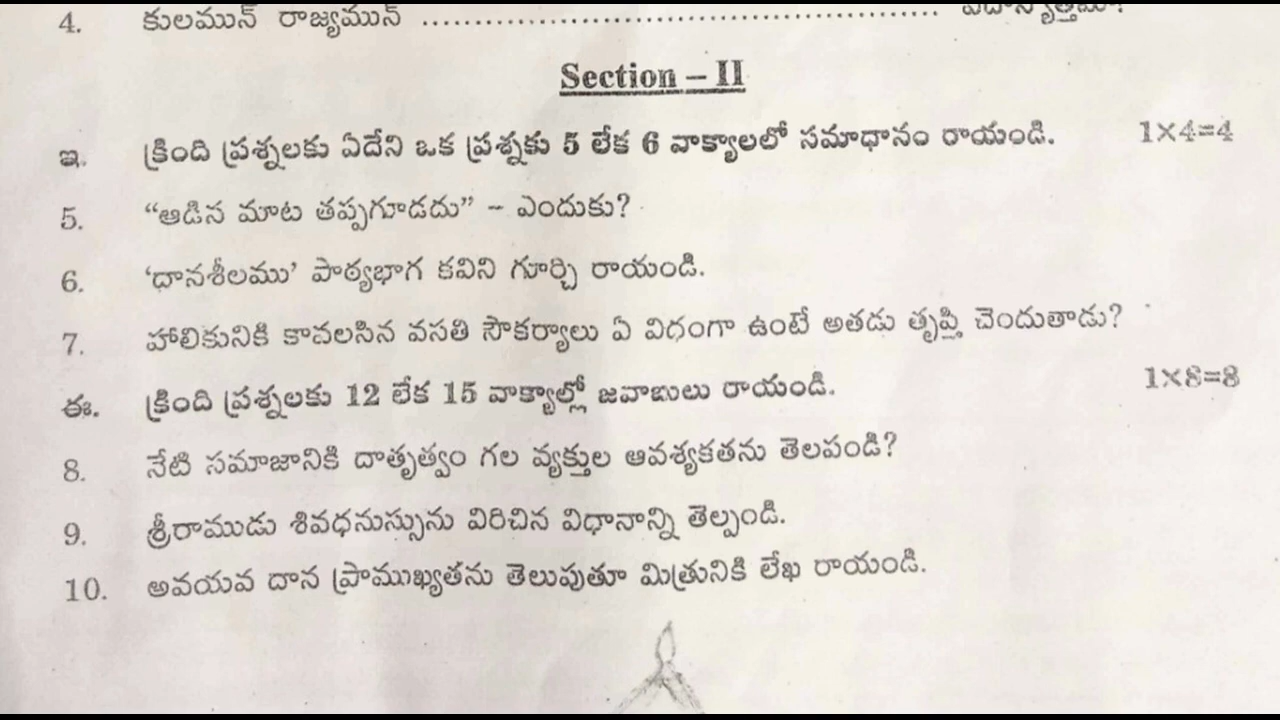 4. కులమున్ రాజ్యమున్ ................................................
Section – II
ఇ. క్రింది ప్రశ్నలకు ఏదేని ఒక ప్రశ్నకు 5 లేక 6 వాక్యాలలో సమాధానం రాయండి. 1×4=4
5. “ఆడిన మాట తప్పగూడదు” – ఎందుకు?
6. ‘దానశీలము’ పాఠ్యభాగ కవిని గూర్చి రాయండి.
7. హాలికునికి కావలసిన వసతి సౌకర్యాలు ఏ విధంగా ఉంటే అతడు తృప్తి చెందుతాడు?
ఈ. క్రింది ప్రశ్నలకు 12 లేక 15 వాక్యాల్లో జవాబులు రాయండి. 1×8=8
8. నేటి సమాజానికి దాతృత్వం గల వ్యక్తుల ఆవశ్యకతను తెలపండి?
9. శ్రీరాముడు శివధనుస్సును విరిచిన విధానాన్ని తెల్పండి.
10. అవయవ దాన ప్రాముఖ్యతను తెలుపుతూ మిత్రునికి లేఖ రాయండి.